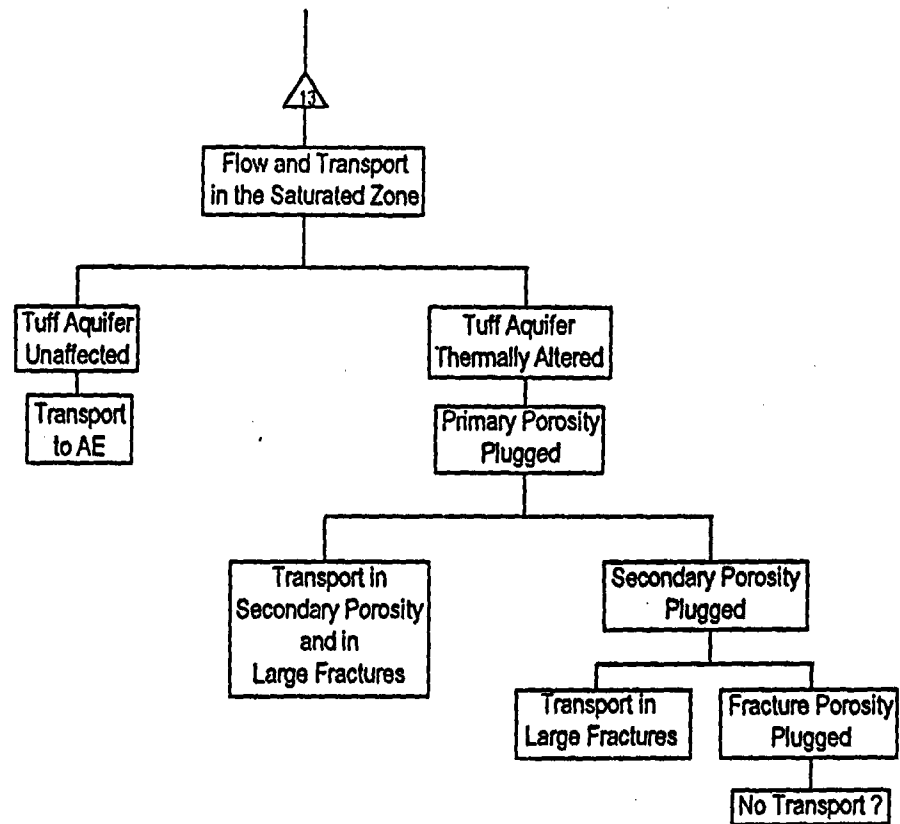 13
Flow and Transport
in the Saturated Zone
Tuff Aquifer
Unaffected
Transport
to AE
Tuff Aquifer
Thermally Altered
Primary Porosity
Plugged
Transport in
Secondary Porosity
and in
Large Fractures
Secondary Porosity
Plugged
Transport in
Large Fractures
Fracture Porosity
Plugged
No Transport ?